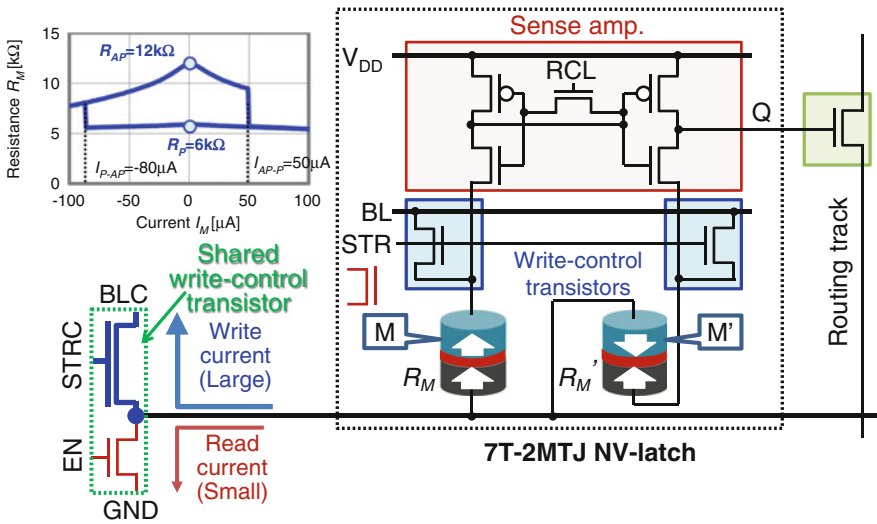 Resistance R_M [kΩ]
15
10
5
0
R_AP=12kΩ
R_P=6kΩ
I_P-AP=-80μA
I_AP-P=50μA
-100
-50
0
50
100
Current I_M [μA]
Sense amp.
V_DD
RCL
Q
BL
STR
Write-control
transistors
M
M'
R_M
R_M'
7T-2MTJ NV-latch
Routing track
Shared
write-control
transistor
BLC
STRC
Write
current
(Large)
EN
Read
current
(Small)
GND